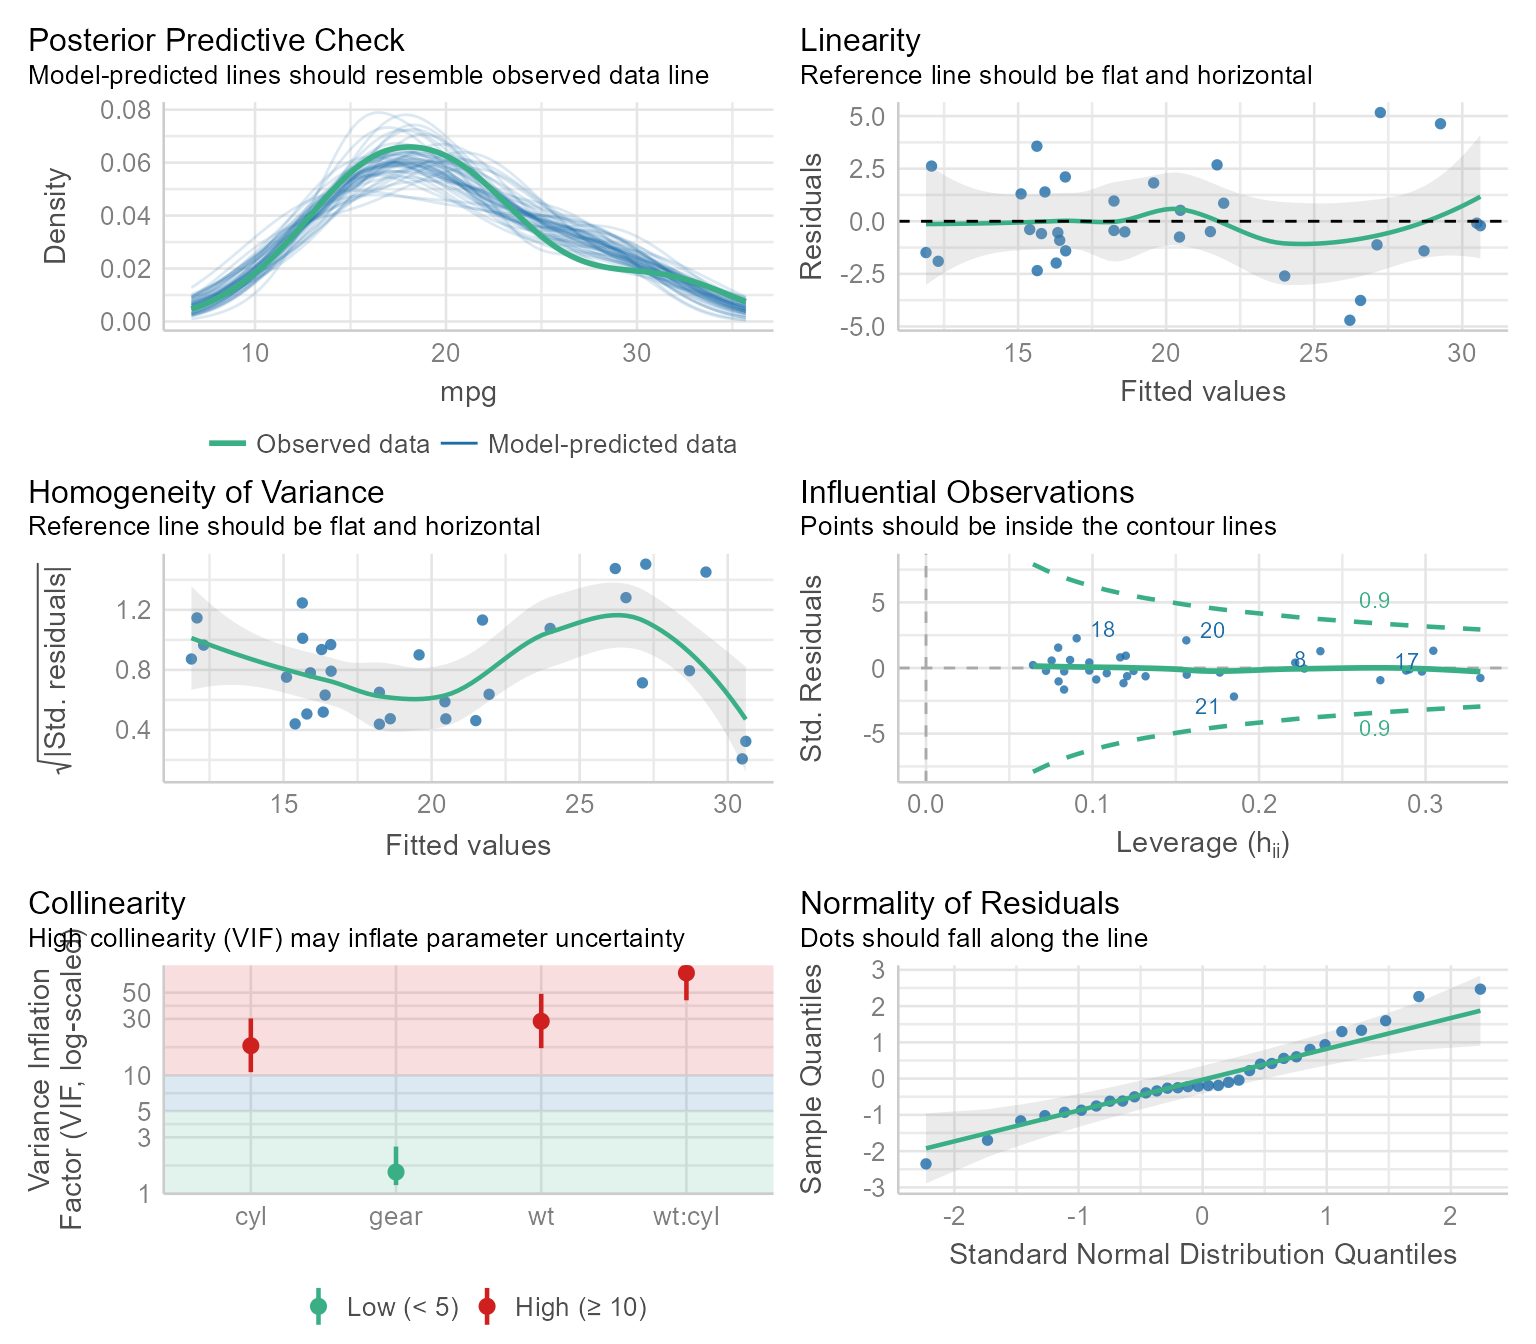 Posterior Predictive Check
Model-predicted lines should resemble observed data line
Density
0.08
0.06
0.04
0.02
0.00
10
20
30
mpg
Observed data
Model-predicted data
Linearity
Reference line should be flat and horizontal
Residuals
5.0
2.5
0.0
-2.5
-5.0
15
20
25
30
Fitted values
Homogeneity of Variance
Reference line should be flat and horizontal
√|Std. residuals|
1.2
0.8
0.4
15
20
25
30
Fitted values
Influential Observations
Points should be inside the contour lines
Std. Residuals
5
0
-5
0.9
18
20
8
17
21
0.9
0.0
0.1
0.2
0.3
Leverage (hii)
Collinearity
High collinearity (VIF) may inflate parameter uncertainty
Variance Inflation
Factor (VIF, log-scaled)
50
30
10
5
3
1
cyl
gear
wt
wt:cyl
Low (< 5)
High (≥ 10)
Normality of Residuals
Dots should fall along the line
Sample Quantiles
3
2
1
0
-1
-2
-3
-2
-1
0
1
2
Standard Normal Distribution Quantiles